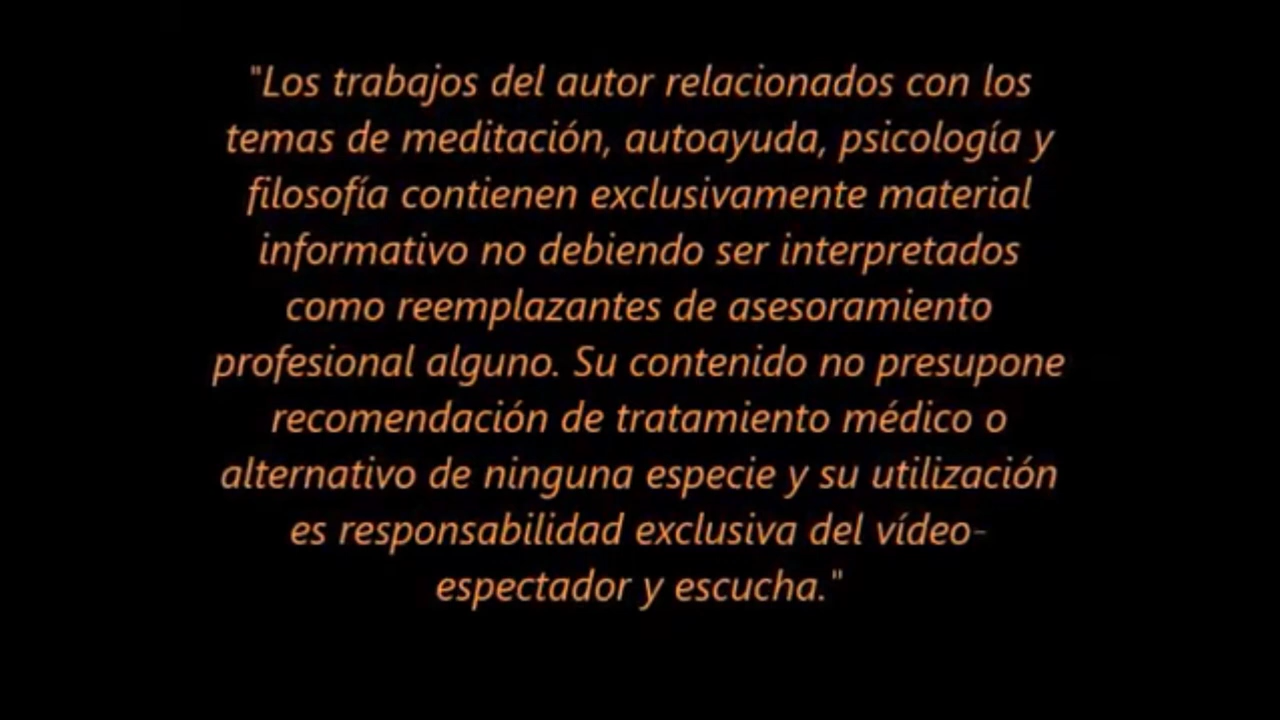 "Los trabajos del autor relacionados con los
temas de meditación, autoayuda, psicología y
filosofía contienen exclusivamente material
informativo no debiendo ser interpretados
como reemplazantes de asesoramiento
profesional alguno. Su contenido no presupone
recomendación de tratamiento médico o
alternativo de ninguna especie y su utilización
es responsabilidad exclusiva del vídeo-
espectador y escucha."